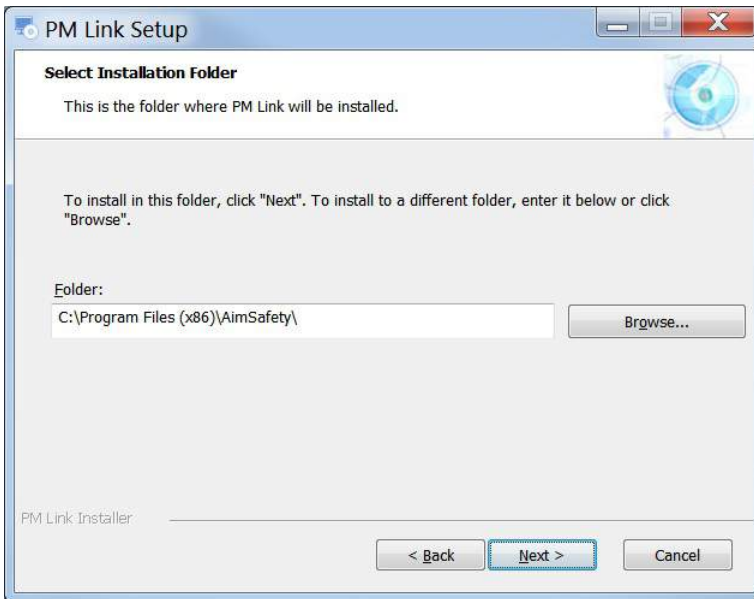 PM Link Setup
Select Installation Folder
This is the folder where PM Link will be installed.
To install in this folder, click "Next". To install to a different folder, enter it below or click
"Browse".
Folder:
C:\Program Files (x86)\AimSafety\
Browse...
PM Link Installer
< Back
Next >
Cancel